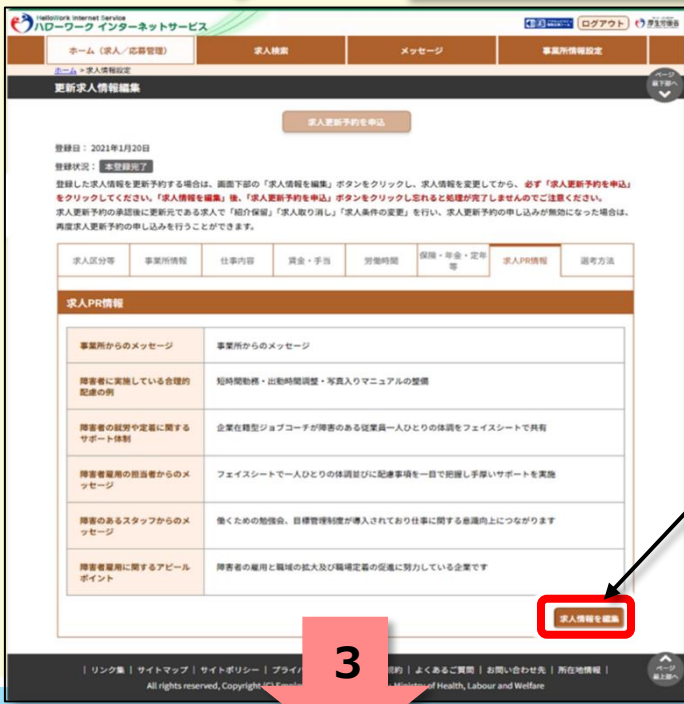 HelloWork Internet Service
ハローワーク インターネットサービス
ログアウト
厚生労働省
ホーム（求人／応募管理）
求人検索
メッセージ
事業所情報設定
ホーム > 求人情報設定
ページ
最下部へ
更新求人情報編集
求人更新予約を申込
登録日： 2021年1月20日
登録状況： 本登録完了
登録した求人情報を更新予約する場合は、画面下部の「求人情報を編集」ボタンをクリックし、求人情報を変更してから、 必ず「求人更新予約を申込」
をクリックしてください。「求人情報を編集」後、「求人更新予約を申込」ボタンをクリックし忘れると処理が完了しませんのでご注意ください。
求人更新予約の承認後に更新元である求人で「紹介保留」「求人取り消し」「求人条件の変更」を行い、求人更新予約の申し込みが無効になった場合は、
再度求人更新予約の申し込みを行うことができます。
求人区分等
事業所情報
仕事内容
賃金・手当
労働時間
保険・年金・定年
等
求人PR情報
選考方法
求人PR情報
事業所からのメッセージ
事業所からのメッセージ
障害者に実施している合理的
配慮の例
短時間勤務・出勤時間調整・写真入りマニュアルの整備
障害者の就労や定着に関する
サポート体制
企業在籍型ジョブコーチが障害のある従業員一人ひとりの体調をフェイスシートで共有
障害者雇用の担当者からのメ
ッセージ
フェイスシートで一人ひとりの体調並びに配慮事項を一目で把握し手厚いサポートを実施
障害のあるスタッフからのメ
ッセージ
働くための勉強会、目標管理制度が導入されており仕事に関する意識向上につながります
障害者雇用に関するアピール
ポイント
障害者の雇用と職域の拡大及び職場定着の促進に努力している企業です
求人情報を編集
3
| リンク集 | サイトマップ | サイトポリシー | プライバ 規約 | よくあるご質問 | お問い合わせ先 | 所在地情報 |
All rights reserved, Copyright (C) Ministry of Health, Labour and Welfare
ページ
最上部へ